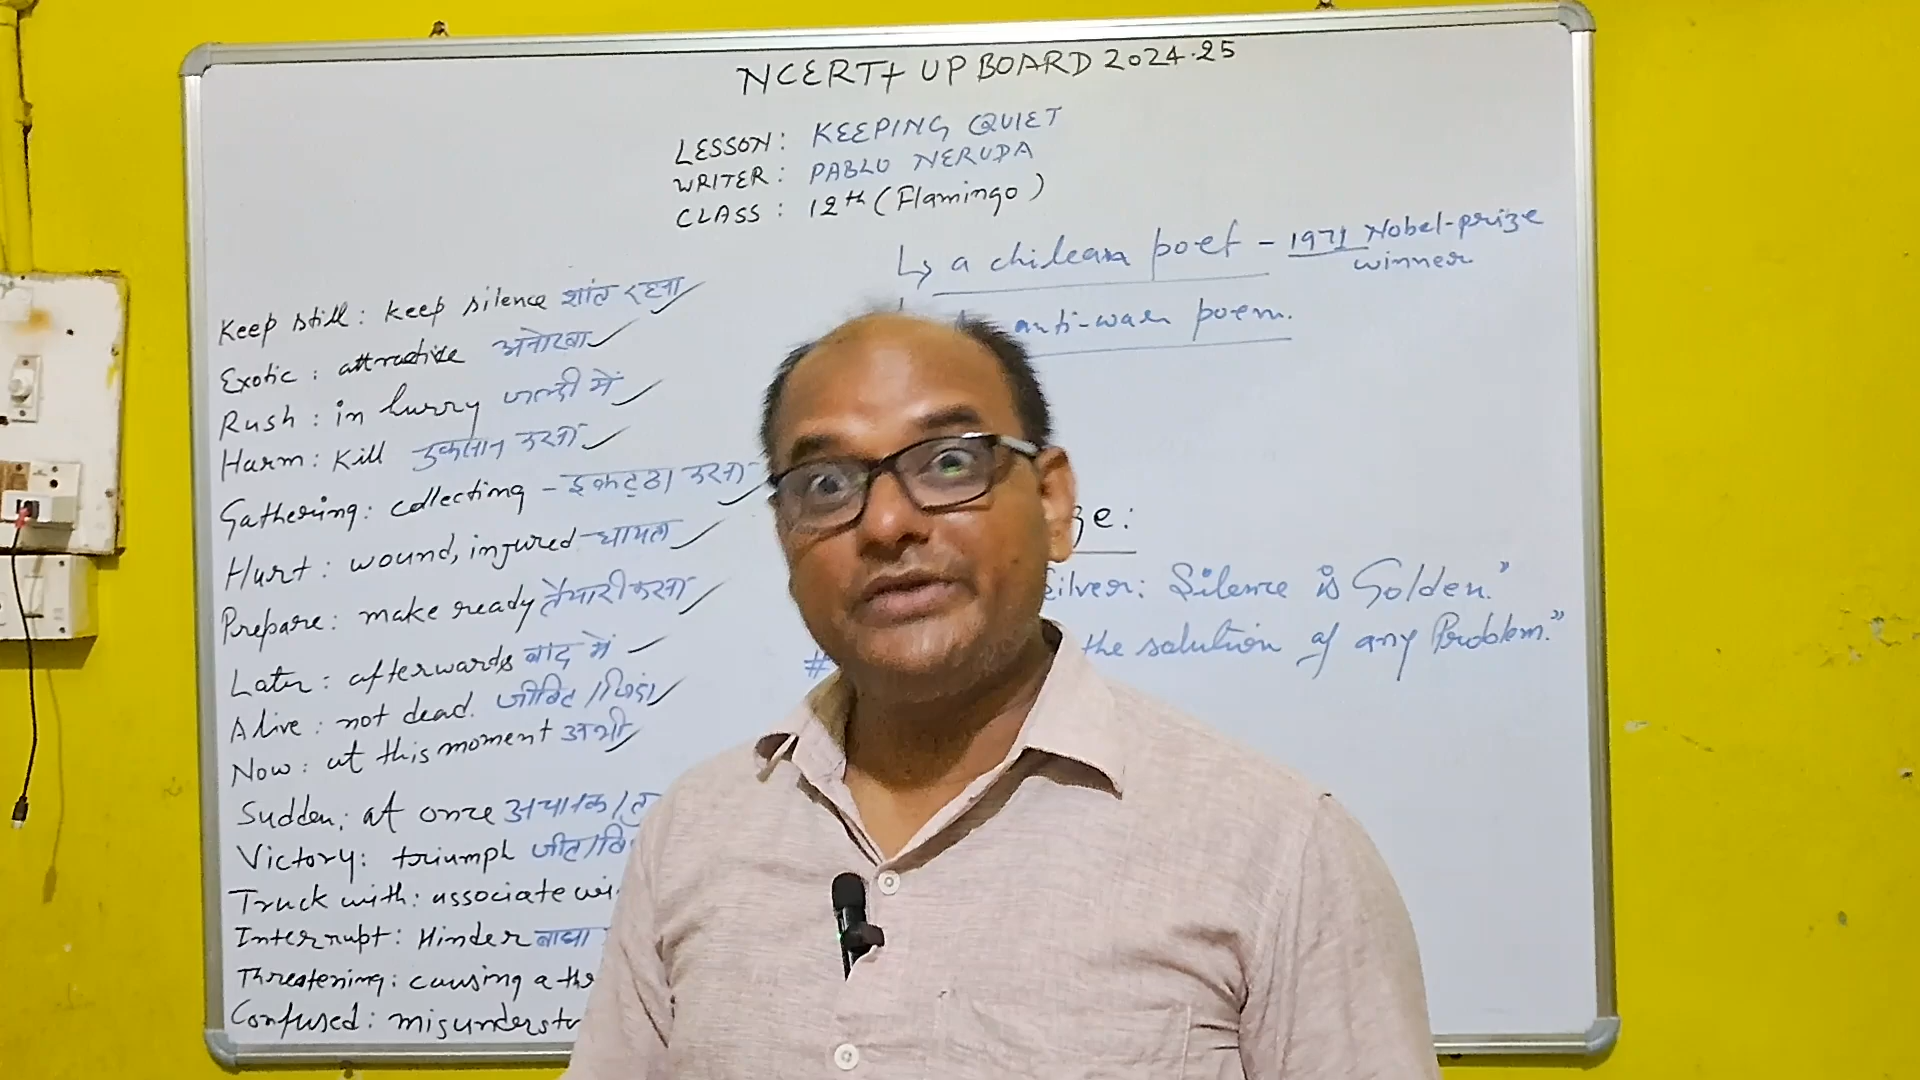 NCERT+ UP BOARD 2024-25
LESSON: KEEPING QUIET
WRITER: PABLO NERUDA
CLASS: 12th (Flamingo)
↳ a chilean poet - 1971 Nobel-prize winner
anti-war poem.
Keep still: keep silence शांत रहना
Exotic: attractive अनोखा
Rush: in hurry जल्दी में
Harm: Kill नुकसान करना
Gathering: collecting - इकट्ठा करना
Hurt: wound, injured - घायल
Prepare: make ready तैयारी करना
Later: afterwards बाद में
Alive: not dead. जीवित / जिंदा
Now: at this moment अभी
Sudden: at once अचानक /
Victory: triumph जीत /
Truck with: associate
Interrupt: Hinder बाधा
Threatening: causing a
Confused:
Silver: Silence is Golden."
# the solution of any Problem."